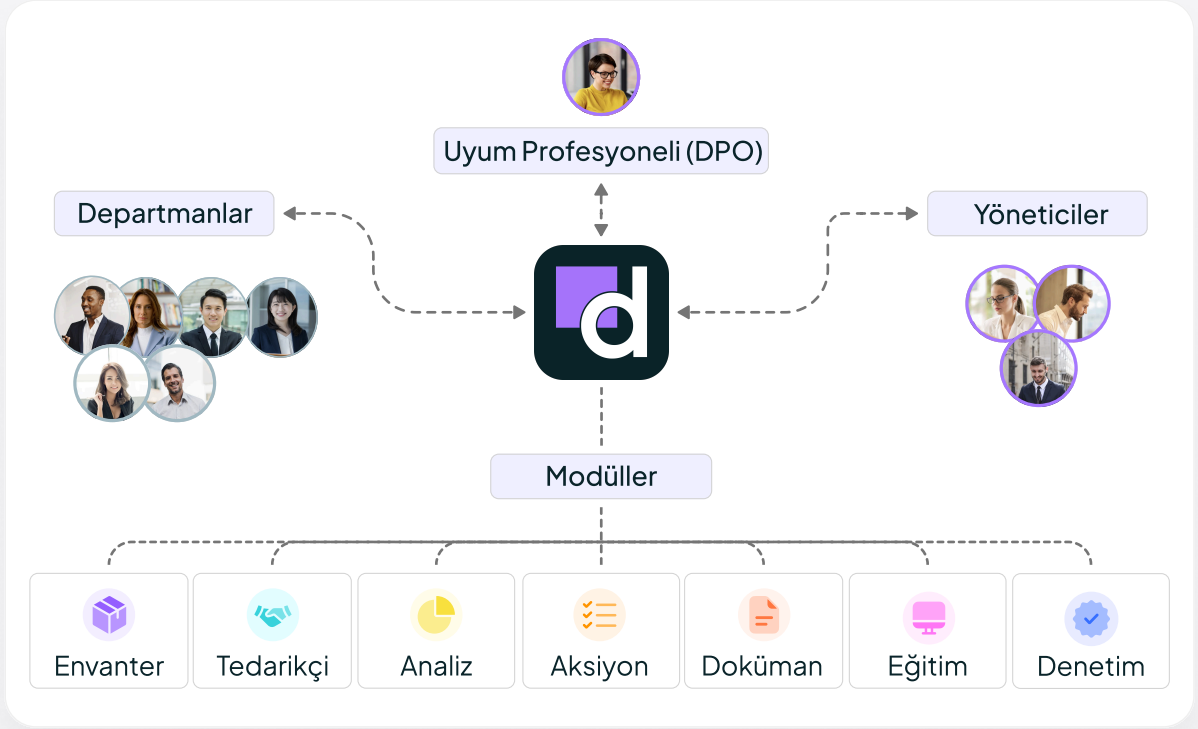 Uyum Profesyoneli (DPO)
Departmanlar
Yöneticiler
d
Modüller
Envanter
Tedarikçi
Analiz
Aksiyon
Doküman
Eğitim
Denetim